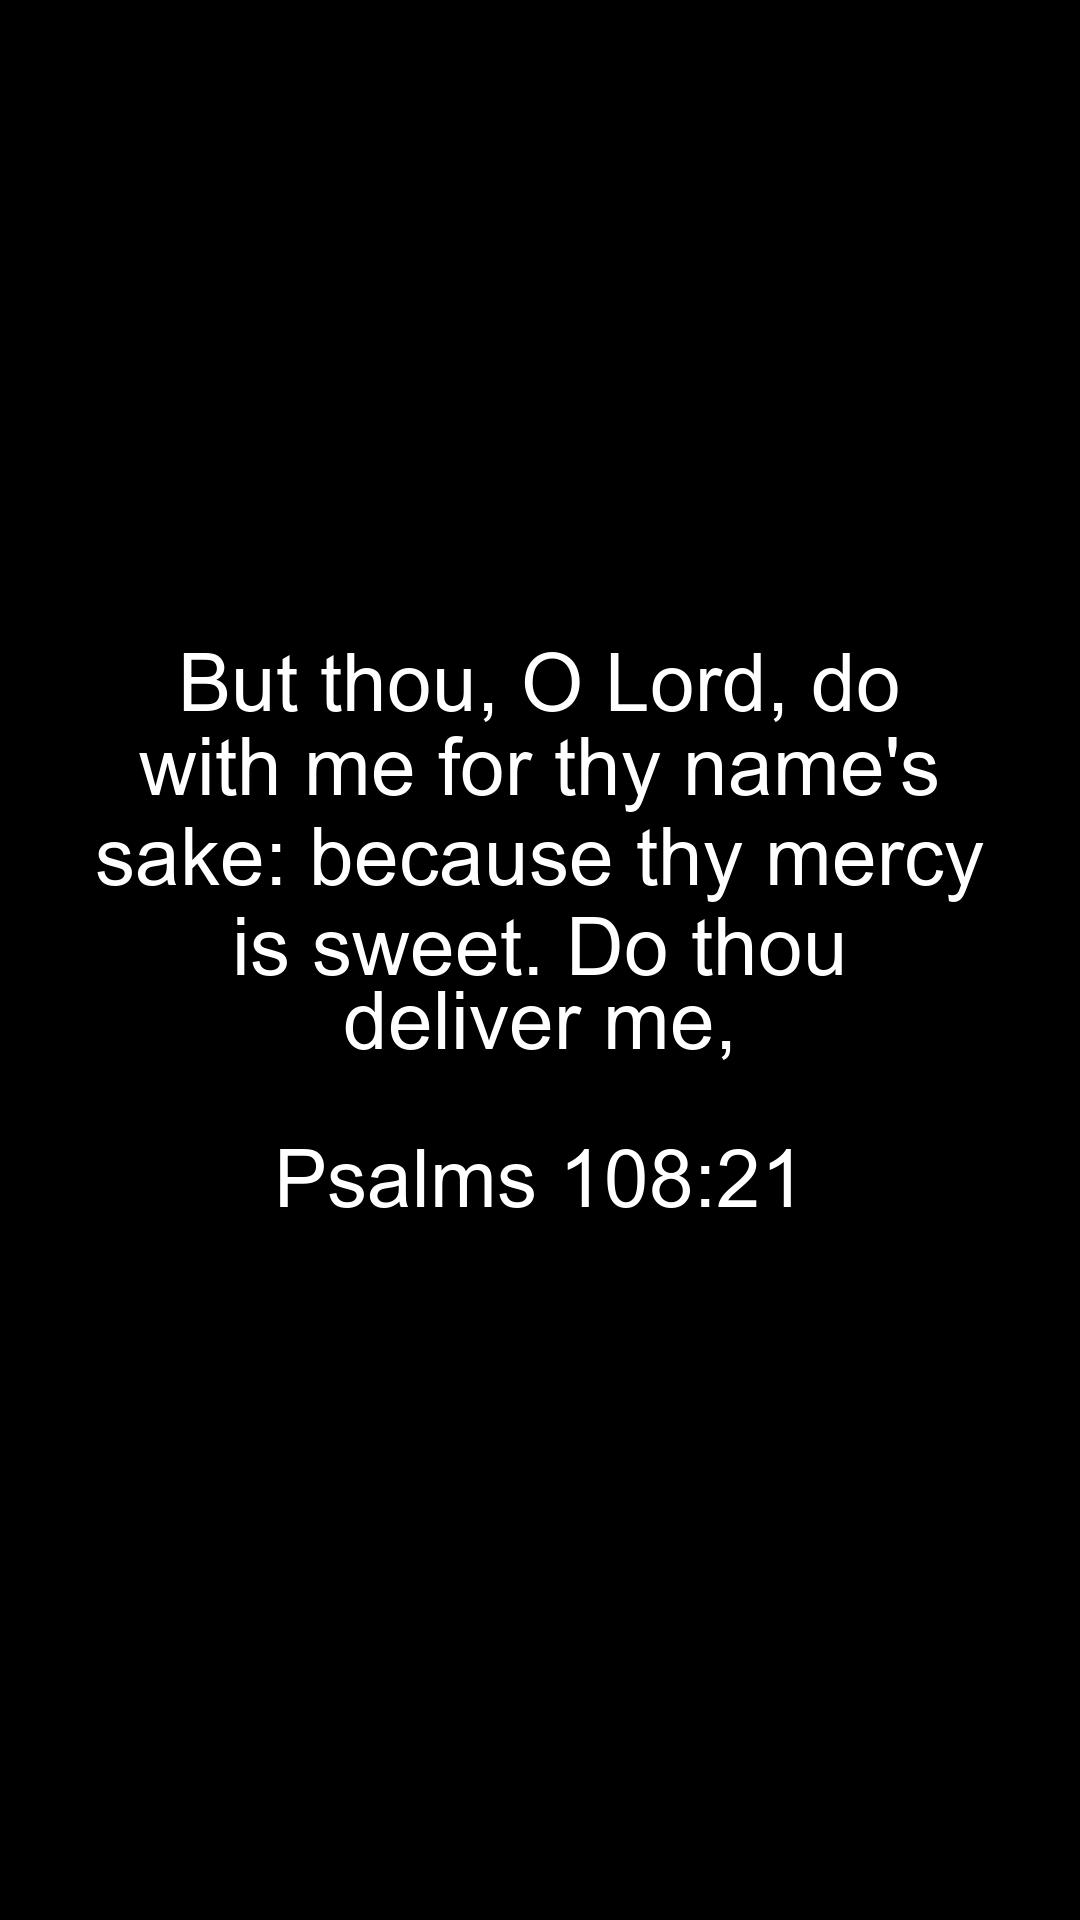 But thou, O Lord, do
with me for thy name's
sake: because thy mercy
is sweet. Do thou
deliver me,
Psalms 108:21